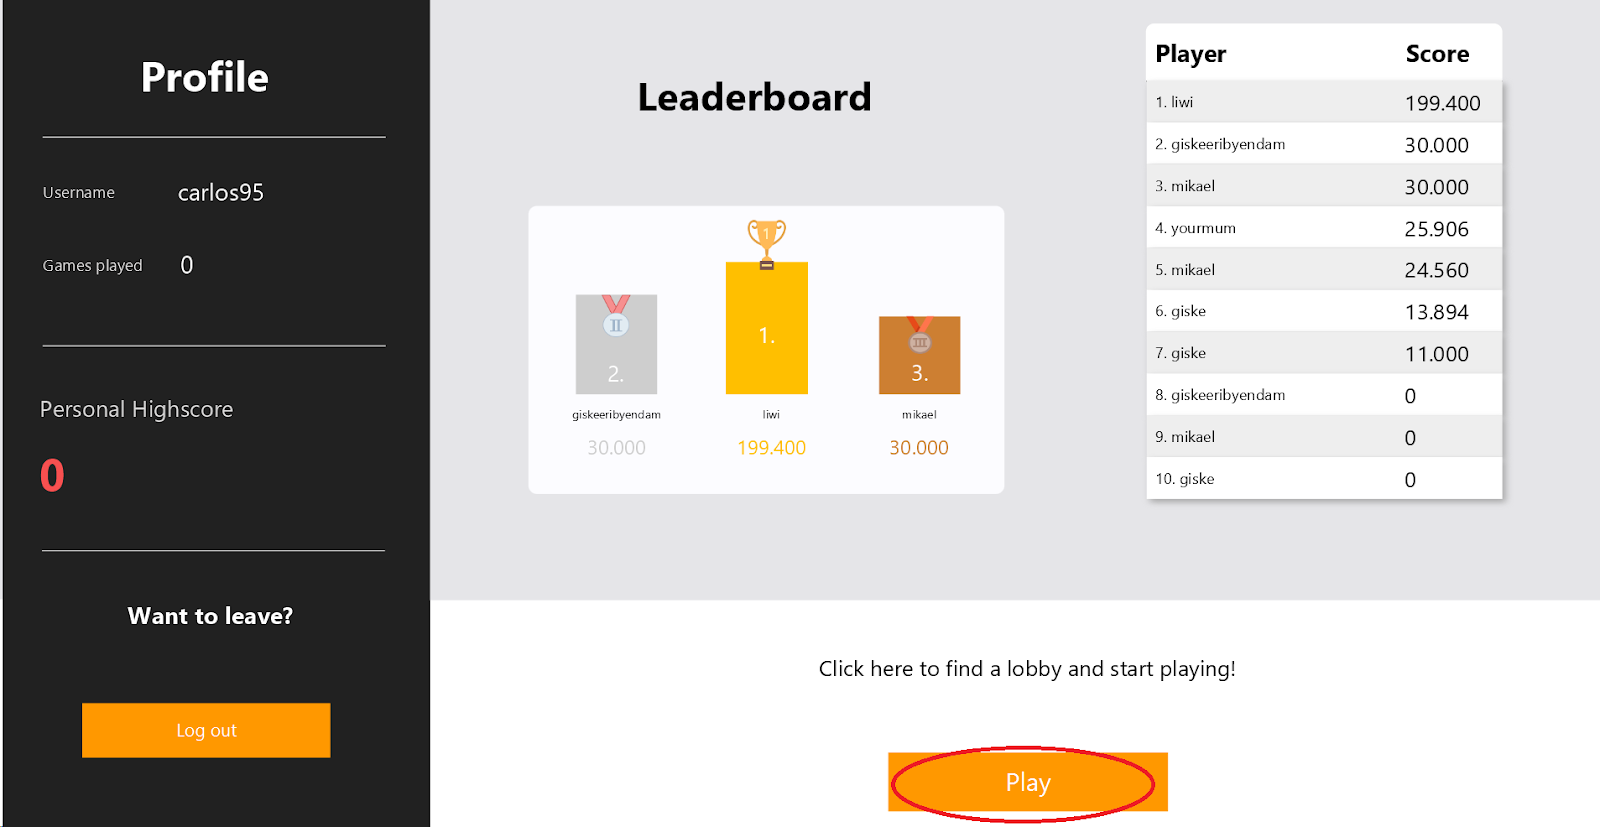 Profile
Username carlos95
Games played 0
Personal Highscore
0
Want to leave?
Log out
Leaderboard
1
II
III
1.
2.
3.
giskeeribyendam liwi mikael
30.000 199.400 30.000
Player Score
1. liwi 199.400
2. giskeeribyendam 30.000
3. mikael 30.000
4. yourmum 25.906
5. mikael 24.560
6. giske 13.894
7. giske 11.000
8. giskeeribyendam 0
9. mikael 0
10. giske 0
Click here to find a lobby and start playing!
Play